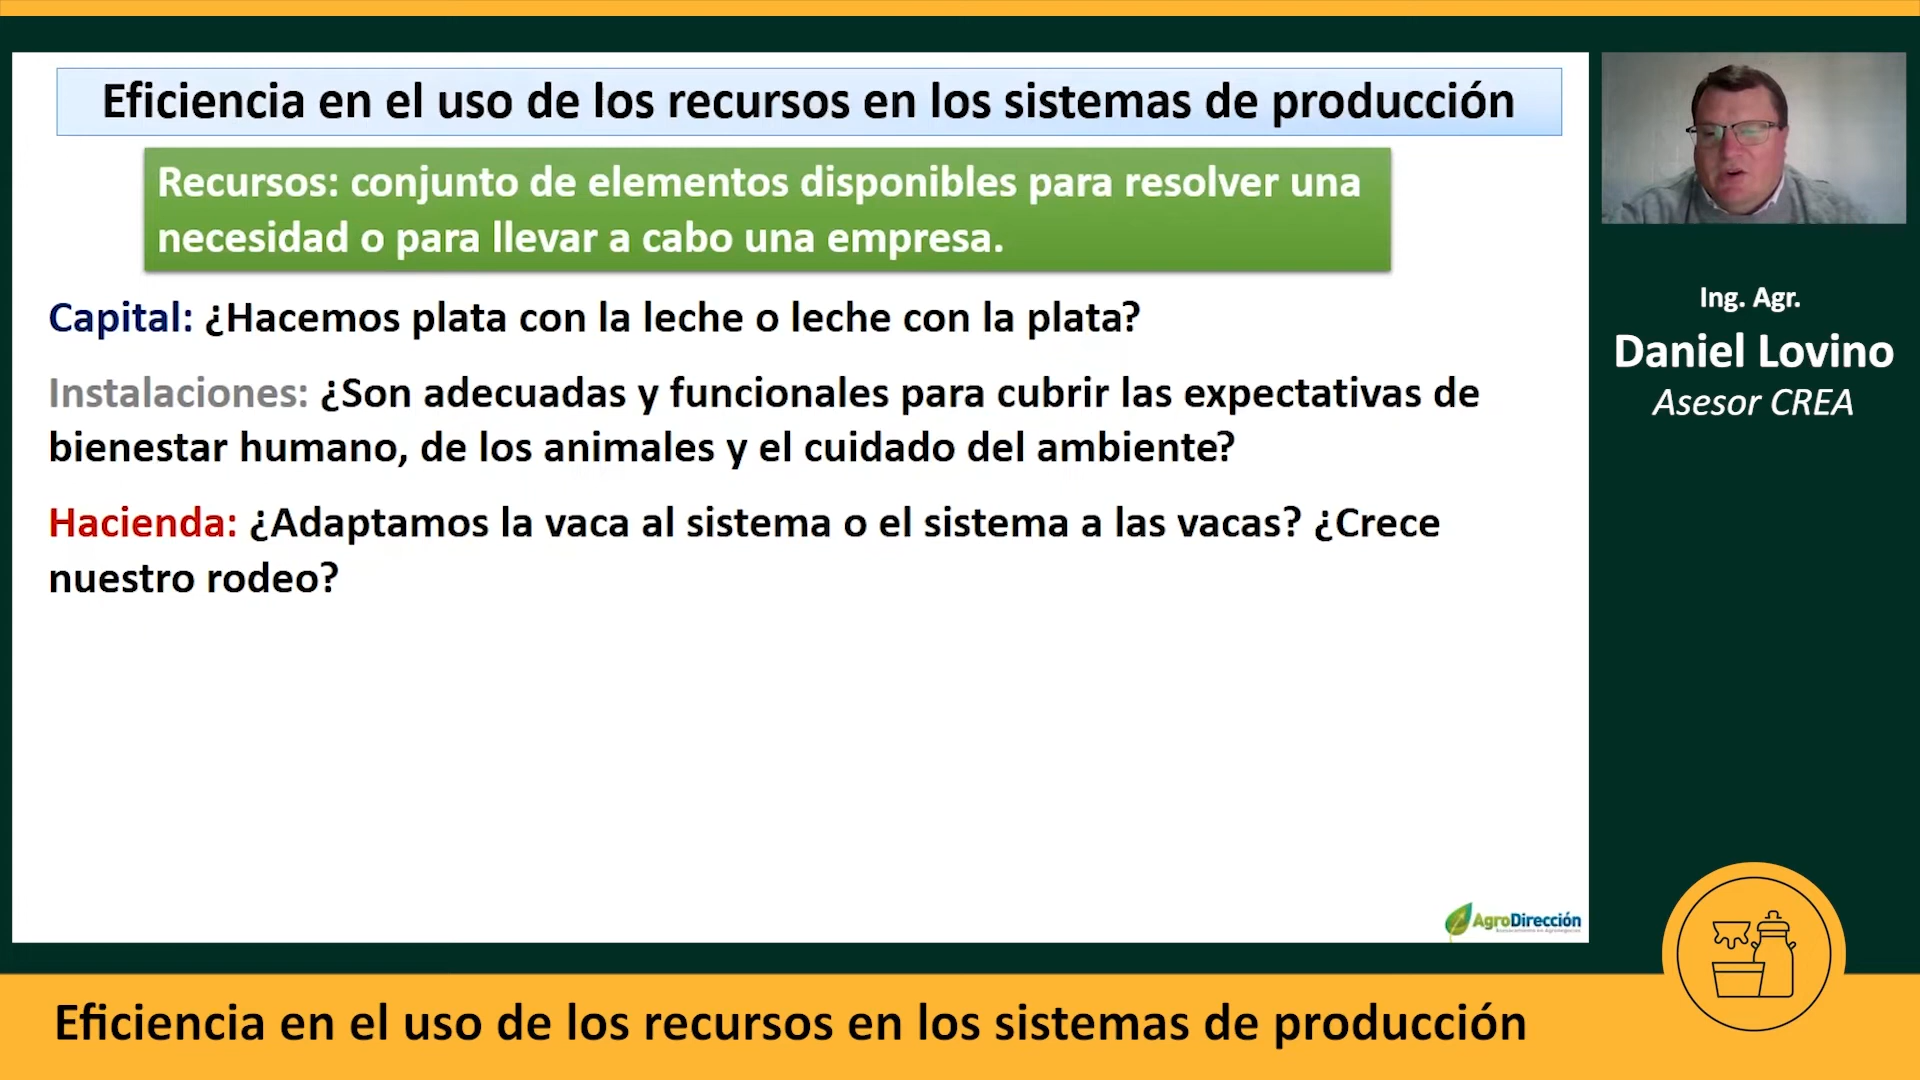 Eficiencia en el uso de los recursos en los sistemas de producción
Recursos: conjunto de elementos disponibles para resolver una
necesidad o para llevar a cabo una empresa.
Capital: ¿Hacemos plata con la leche o leche con la plata?
Instalaciones: ¿Son adecuadas y funcionales para cubrir las expectativas de
bienestar humano, de los animales y el cuidado del ambiente?
Hacienda: ¿Adaptamos la vaca al sistema o el sistema a las vacas? ¿Crece
nuestro rodeo?
AgroDirección
Ing. Agr.
Daniel Lovino
Asesor CREA
Eficiencia en el uso de los recursos en los sistemas de producción